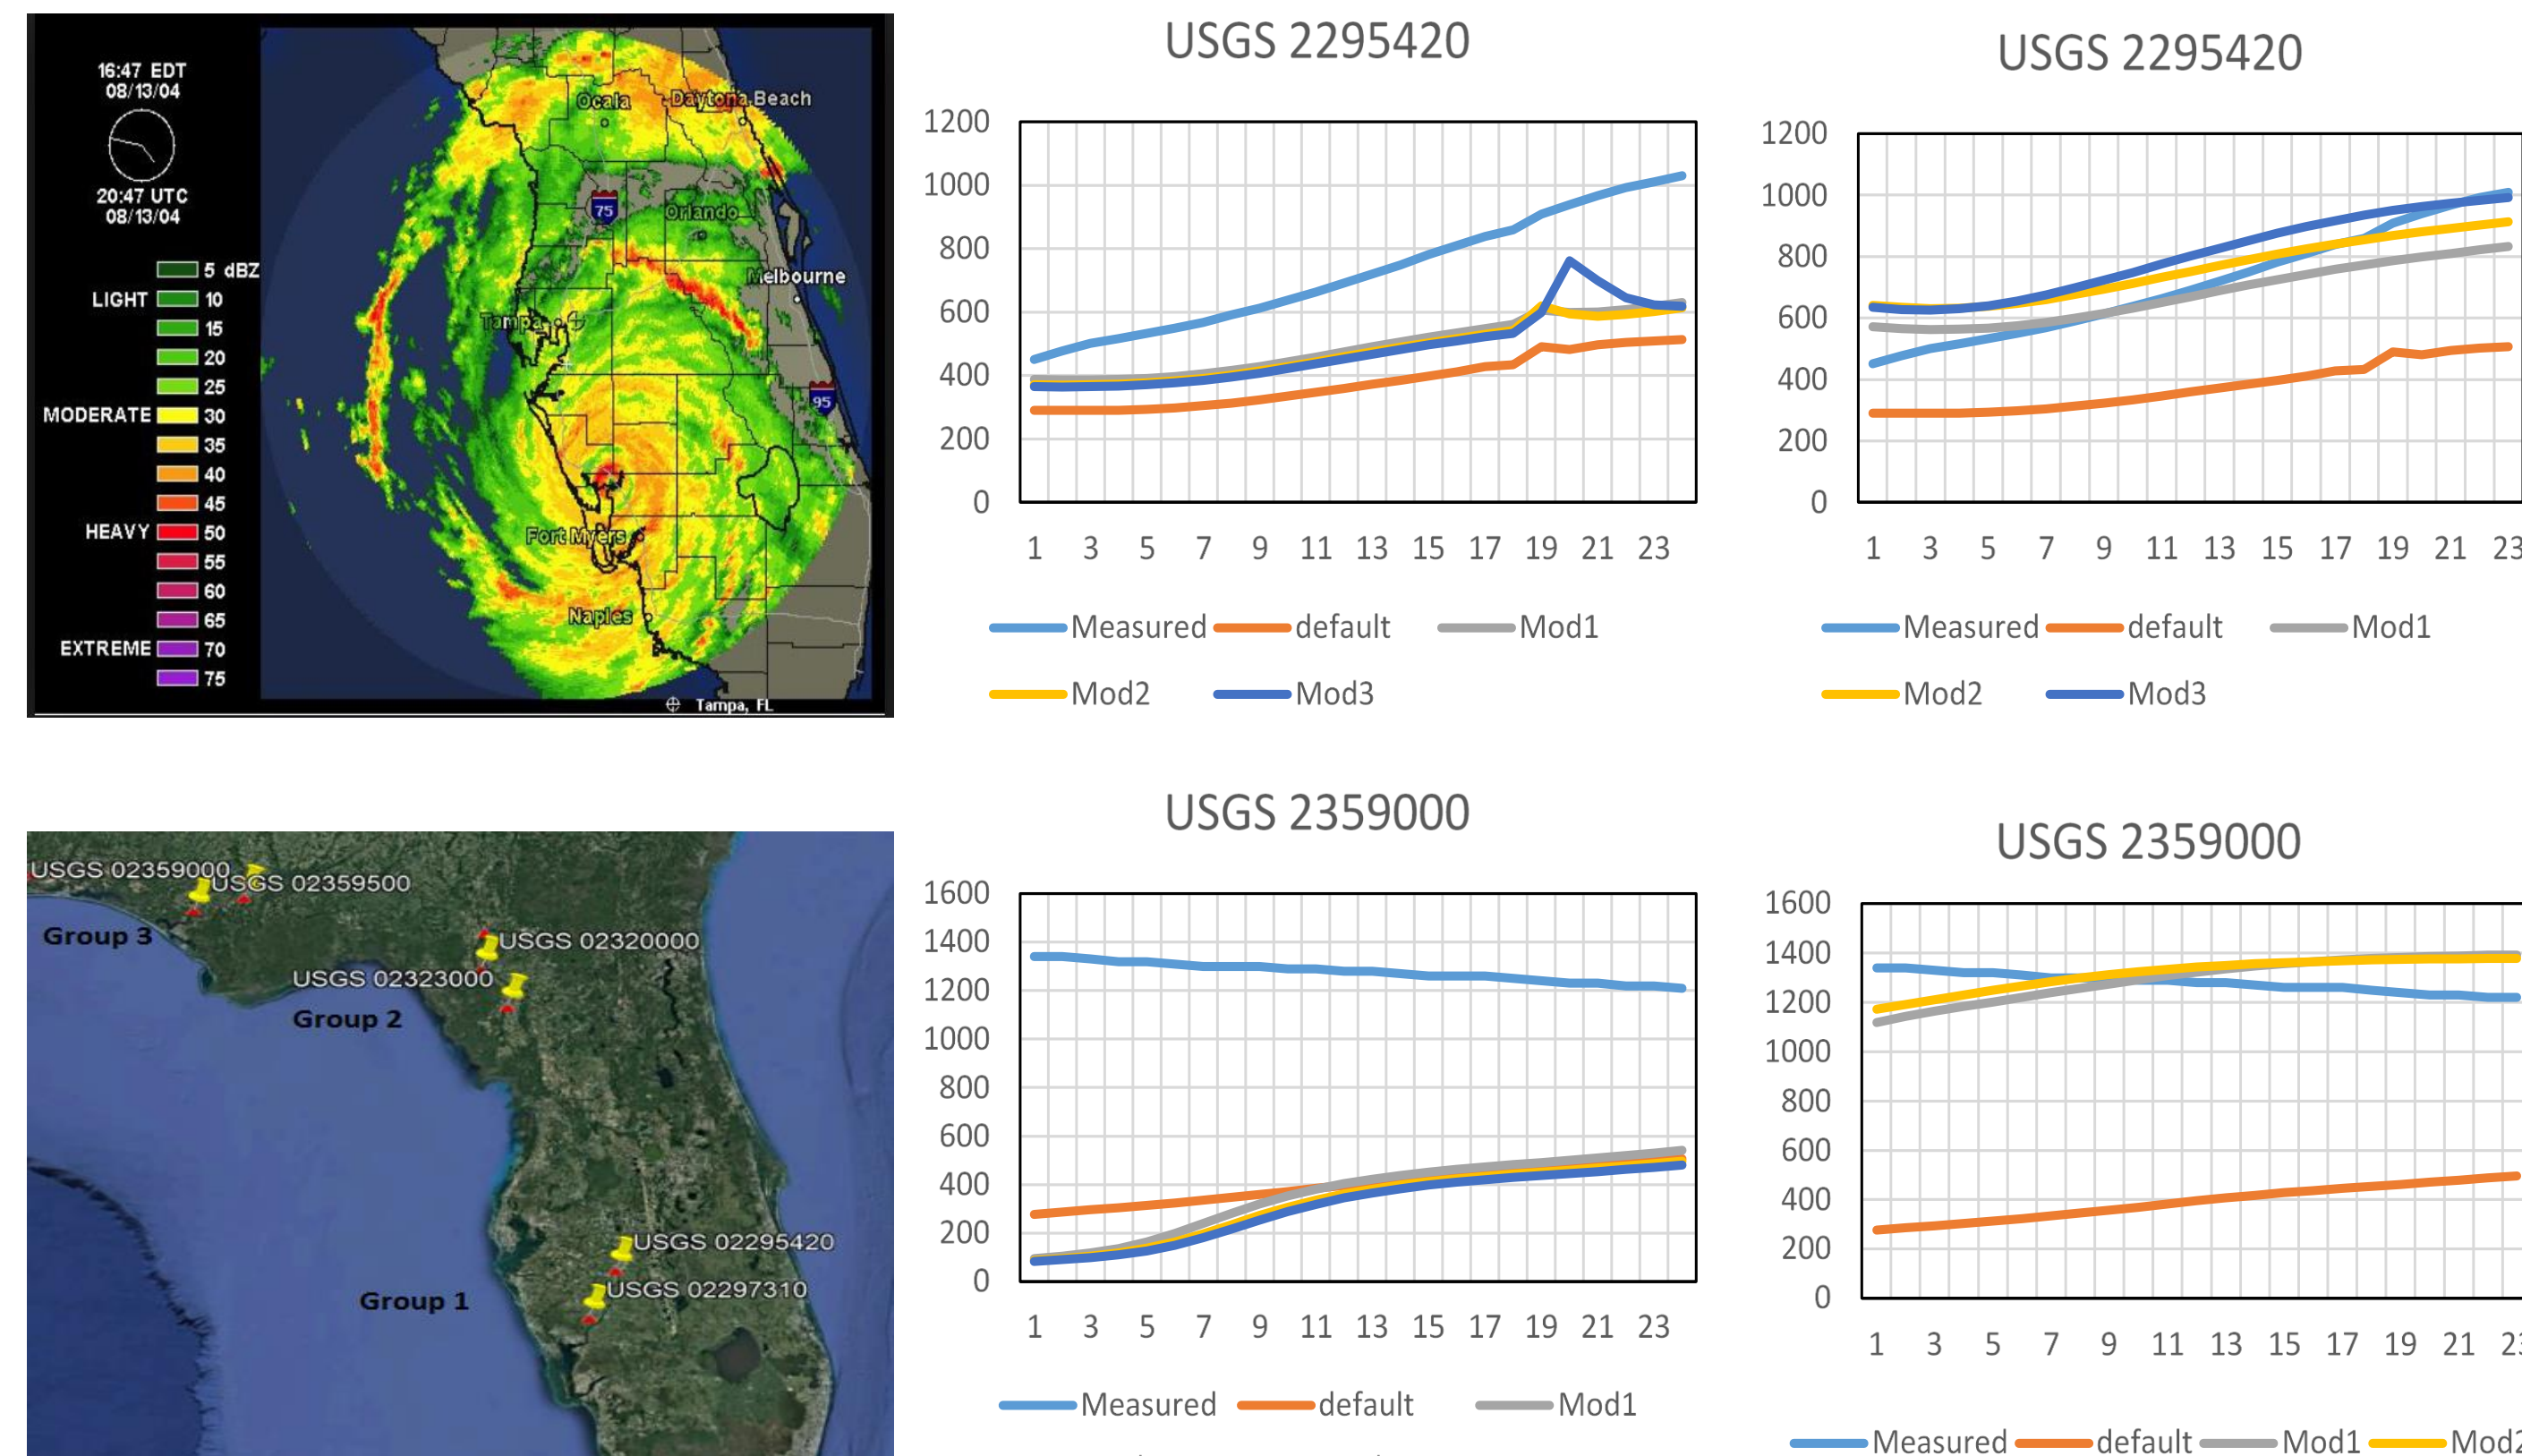 16:47 EDT
08/13/04
20:47 UTC
08/13/04
5 dBZ
LIGHT 10
15
20
25
MODERATE 30
35
40
45
HEAVY 50
55
60
65
EXTREME 70
75
Ocala
Daytona Beach
75
Orlando
Melbourne
Tampa
95
Fort Myers
Naples
Tampa, FL
USGS 2295420
1200
1000
800
600
400
200
0
1 3 5 7 9 11 13 15 17 19 21 23
Measured default Mod1
Mod2 Mod3
USGS 2295420
1200
1000
800
600
400
200
0
1 3 5 7 9 11 13 15 17 19 21 23
Measured default Mod1
Mod2 Mod3
USGS 02359000
USGS 02359500
Group 3
USGS 02320000
USGS 02323000
Group 2
USGS 02295420
USGS 02297310
Group 1
USGS 2359000
1600
1400
1200
1000
800
600
400
200
0
1 3 5 7 9 11 13 15 17 19 21 23
Measured default Mod1
USGS 2359000
1600
1400
1200
1000
800
600
400
200
0
1 3 5 7 9 11 13 15 17 19 21 23
Measured default Mod1 Mod2